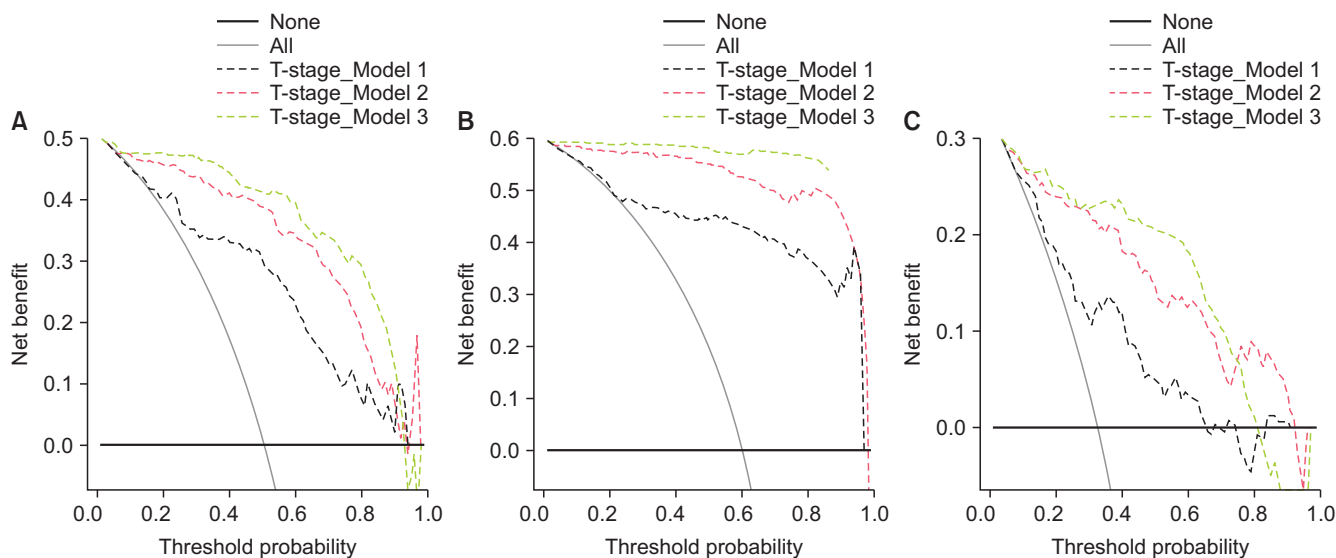 A
None
All
T-stage_Model 1
T-stage_Model 2
T-stage_Model 3
0.5
0.4
0.3
0.2
0.1
0.0
Net benefit
0.0 0.2 0.4 0.6 0.8 1.0
Threshold probability
B
None
All
T-stage_Model 1
T-stage_Model 2
T-stage_Model 3
0.6
0.5
0.4
0.3
0.2
0.1
0.0
Net benefit
0.0 0.2 0.4 0.6 0.8 1.0
Threshold probability
C
None
All
T-stage_Model 1
T-stage_Model 2
T-stage_Model 3
0.3
0.2
0.1
0.0
Net benefit
0.0 0.2 0.4 0.6 0.8 1.0
Threshold probability